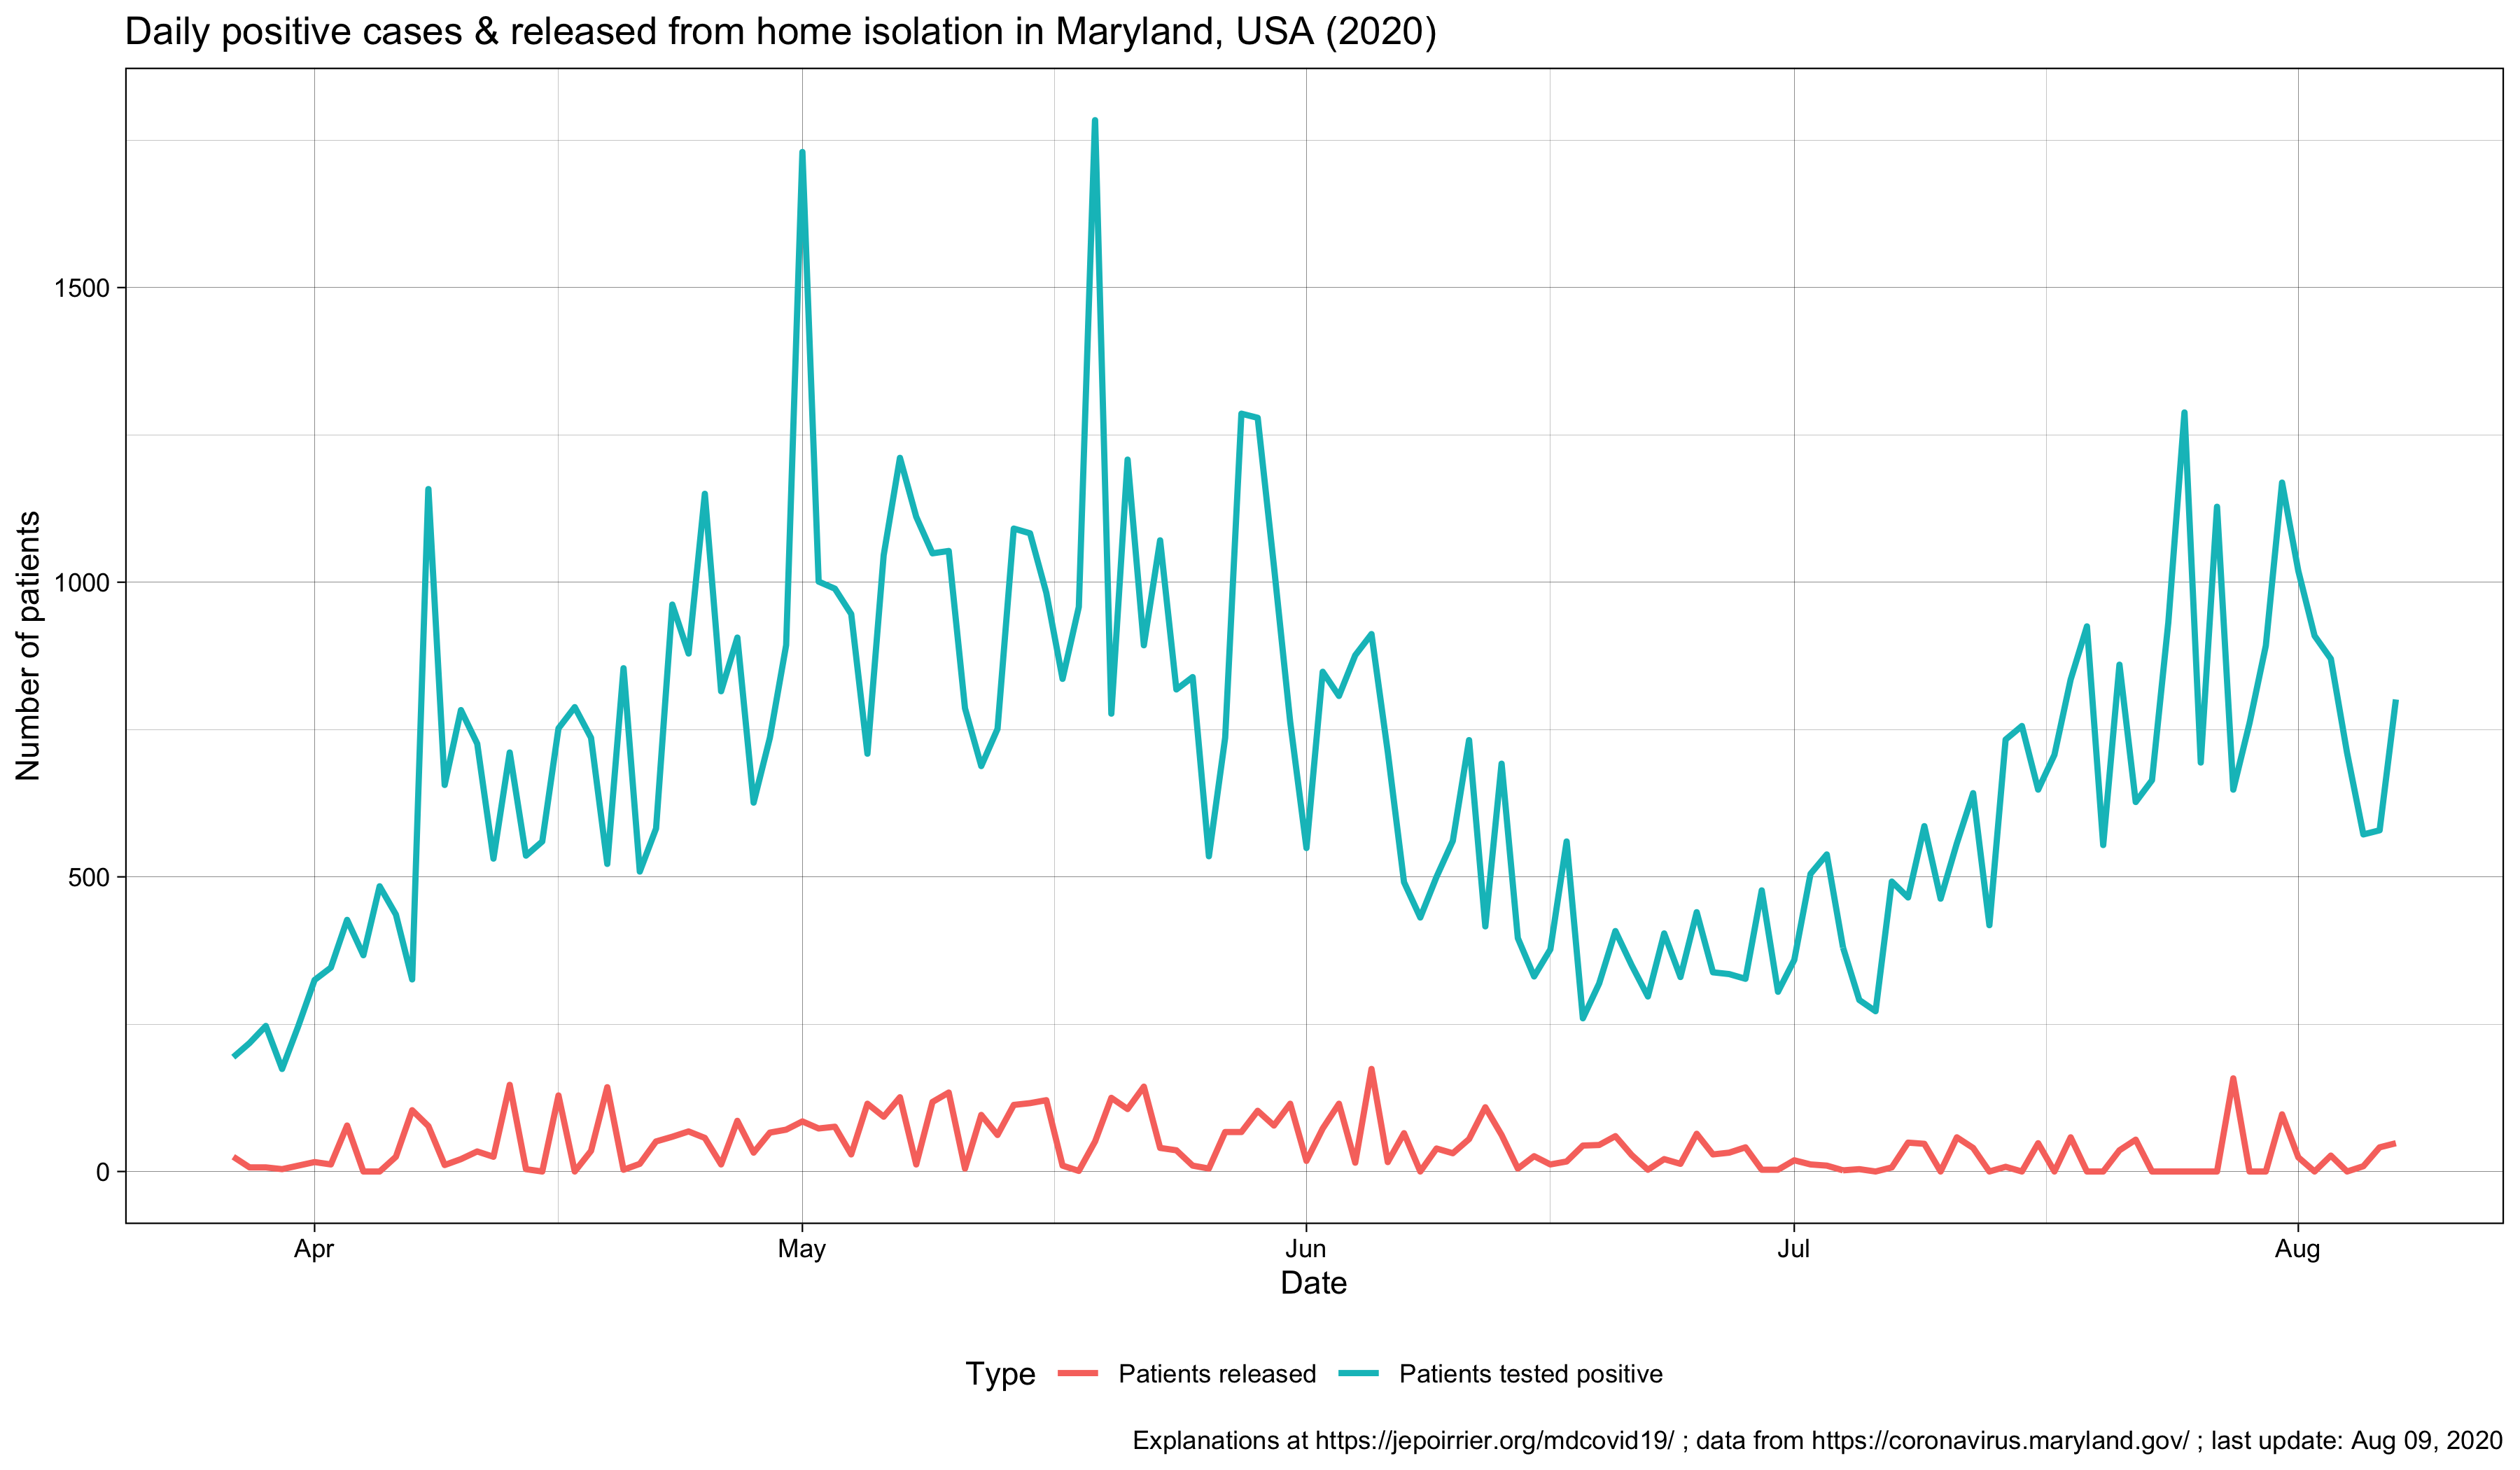 Daily positive cases & released from home isolation in Maryland, USA (2020)
Number of patients
1500
1000
500
0
Apr May Jun Jul Aug
Date
Type Patients released Patients tested positive
Explanations at https://jepoirrier.org/mdcovid19/ ; data from https://coronavirus.maryland.gov/ ; last update: Aug 09, 2020